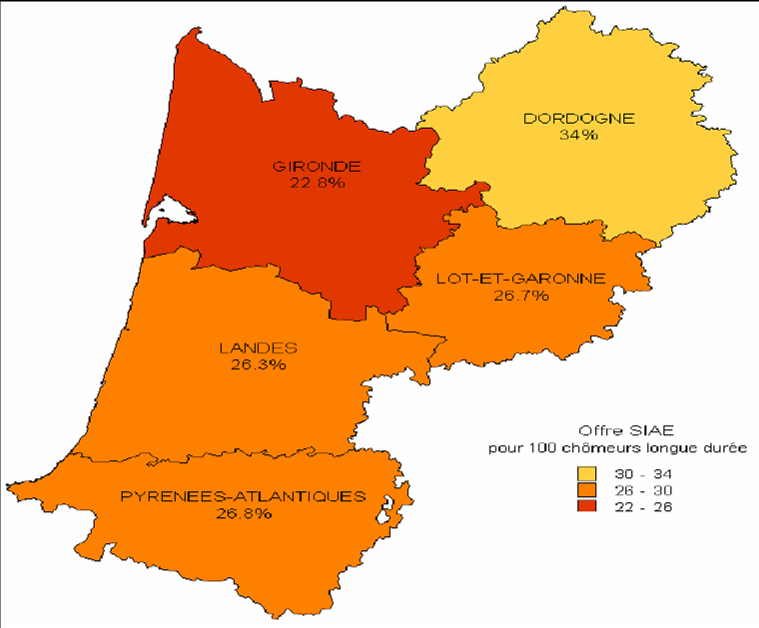 DORDOGNE
34%
GIRONDE
22.8%
LOT-ET-GARONNE
26.7%
LANDES
26.3%
PYRENEES-ATLANTIQUES
26.8%
Offre SIAE
pour 100 chômeurs longue durée
30 - 34
26 - 30
22 - 26